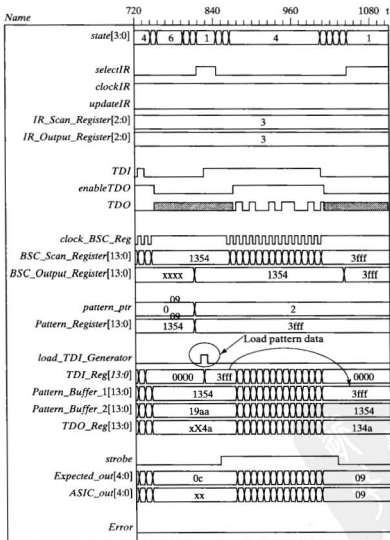 Name 720 840 960 1080 t
state[3:0] 4 6 1 4 1
selectIR
clockIR
updateIR
IR_Scan_Register[2:0] 3
IR_Output_Register[2:0] 3
TDI
enableTDO
TDO
clock_BSC_Reg
BSC_Scan_Register[13:0] 1354 3fff
BSC_Output_Register[13:0] xxxx 1354 3fff
09
pattern_ptr 0 2
09
Pattern_Register[13:0] 1354 3fff
Load pattern data
load_TDI_Generator
TDI_Reg[13:0] 0000 3fff 0000
Pattern_Buffer_1[13:0] 1354 3fff
Pattern_Buffer_2[13:0] 19aa 1354
TDO_Reg[13:0] xX4a 134a
strobe
Expected_out[4:0] 0c 09
ASIC_out[4:0] xx 09
Error